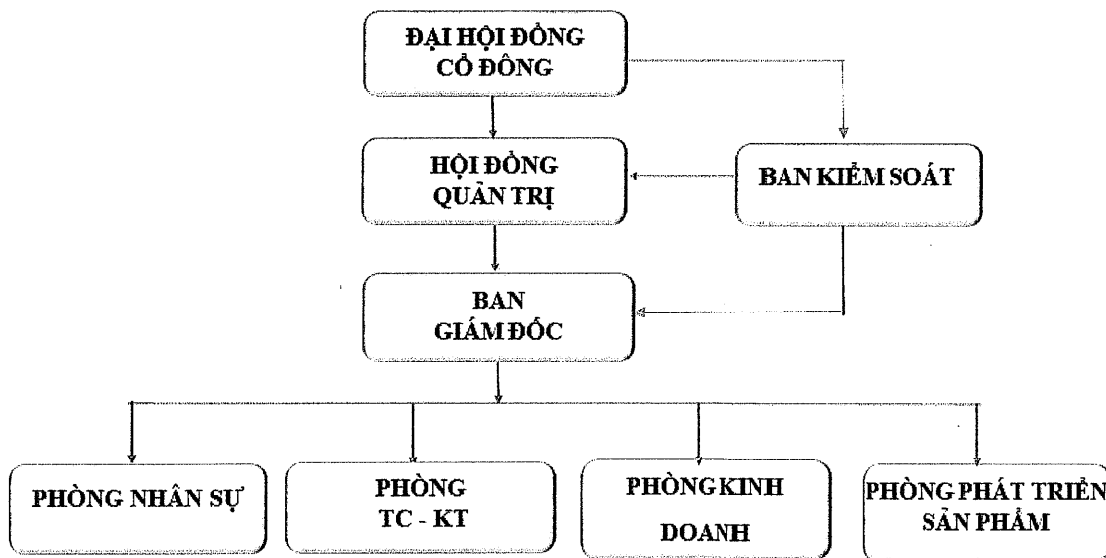 ĐẠI HỘI ĐỒNG
CỔ ĐÔNG
HỘI ĐỒNG
QUẢN TRỊ
BAN KIỂM SOÁT
BAN
GIÁM ĐỐC
PHÒNG NHÂN SỰ
PHÒNG
TC - KT
PHÒNG KINH
DOANH
PHÒNG PHÁT TRIỂN
SẢN PHẨM